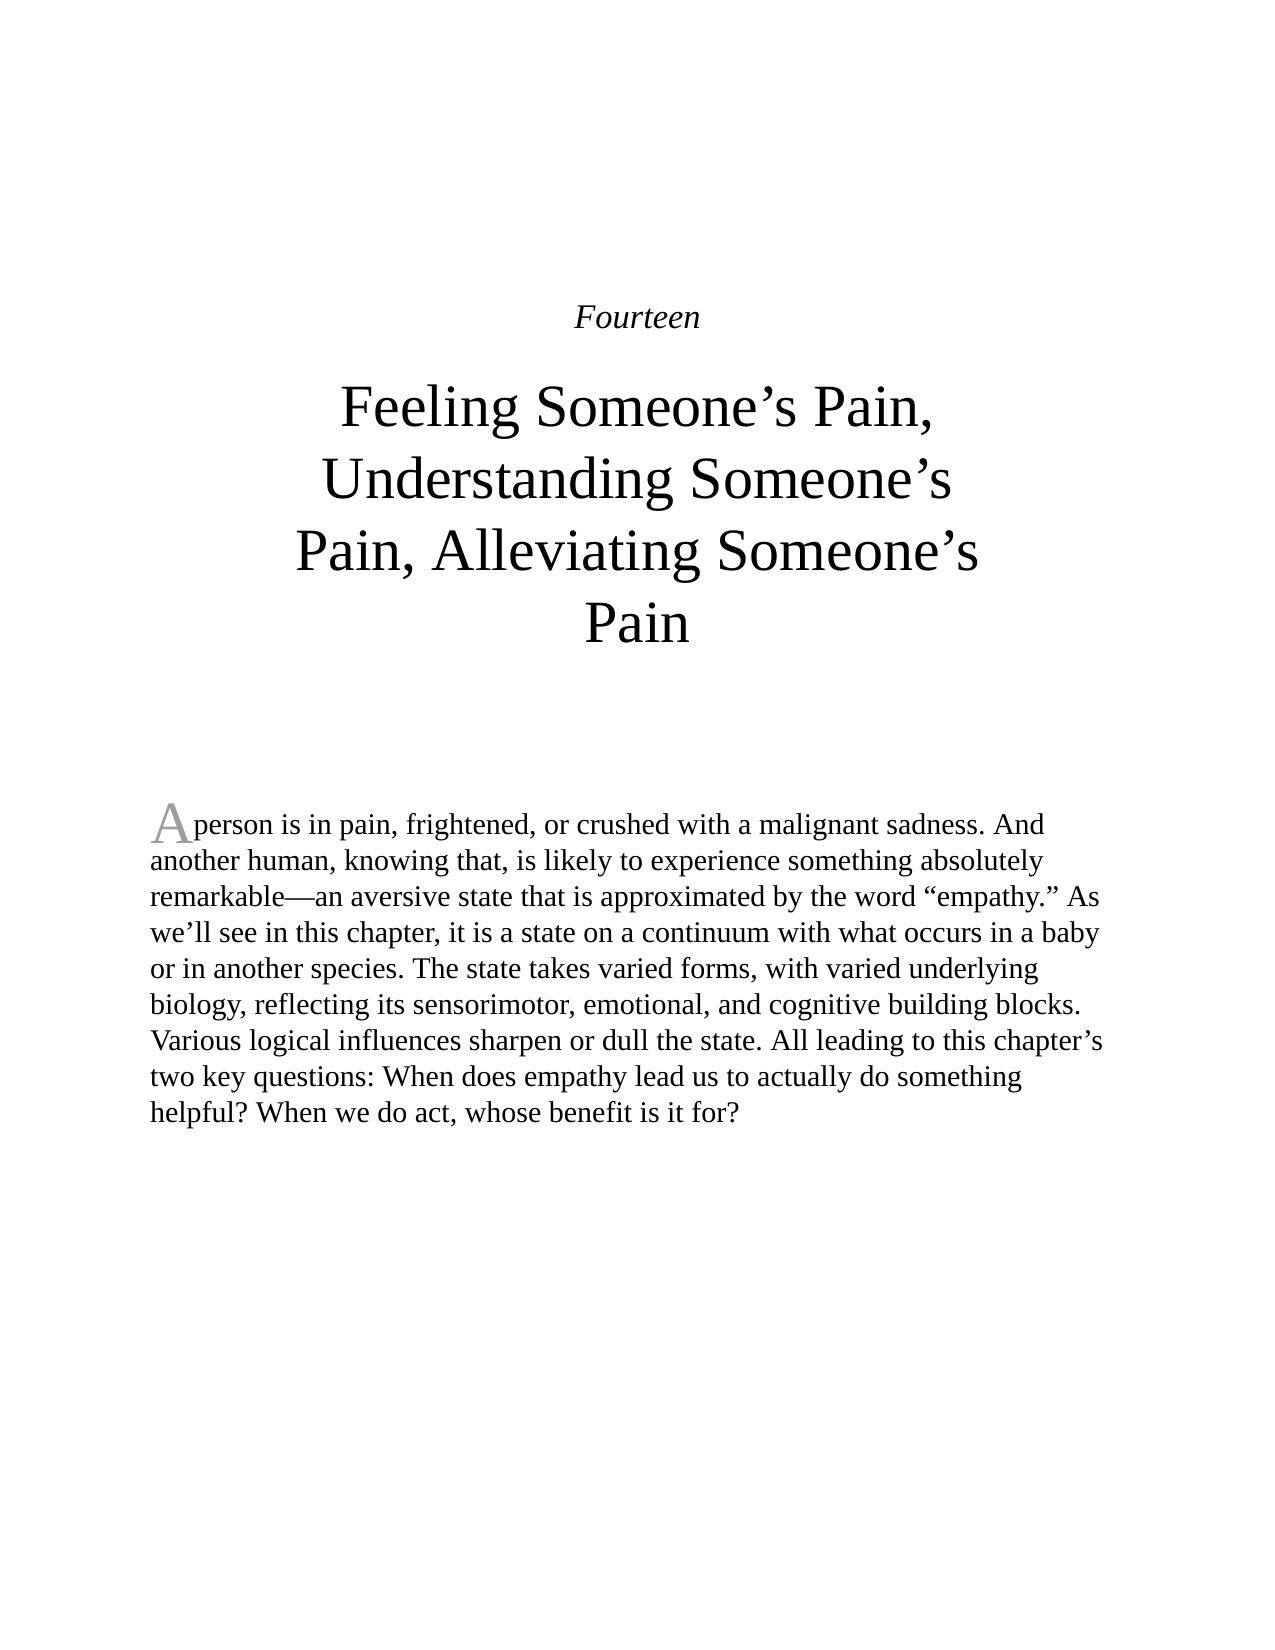 Fourteen
Feeling Someone’s Pain,
Understanding Someone’s
Pain, Alleviating Someone’s
Pain
A person is in pain, frightened, or crushed with a malignant sadness. And
another human, knowing that, is likely to experience something absolutely
remarkable—an aversive state that is approximated by the word “empathy.” As
we’ll see in this chapter, it is a state on a continuum with what occurs in a baby
or in another species. The state takes varied forms, with varied underlying
biology, reflecting its sensorimotor, emotional, and cognitive building blocks.
Various logical influences sharpen or dull the state. All leading to this chapter’s
two key questions: When does empathy lead us to actually do something
helpful? When we do act, whose benefit is it for?